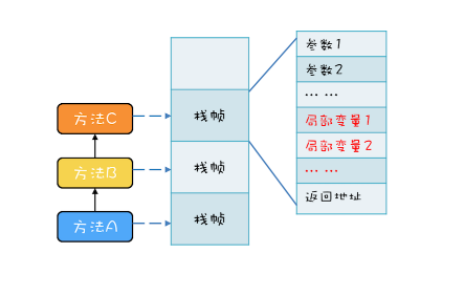 方法C
方法B
方法A
栈帧
栈帧
栈帧
参数1
参数2
... ...
局部变量1
局部变量2
... ...
返回地址